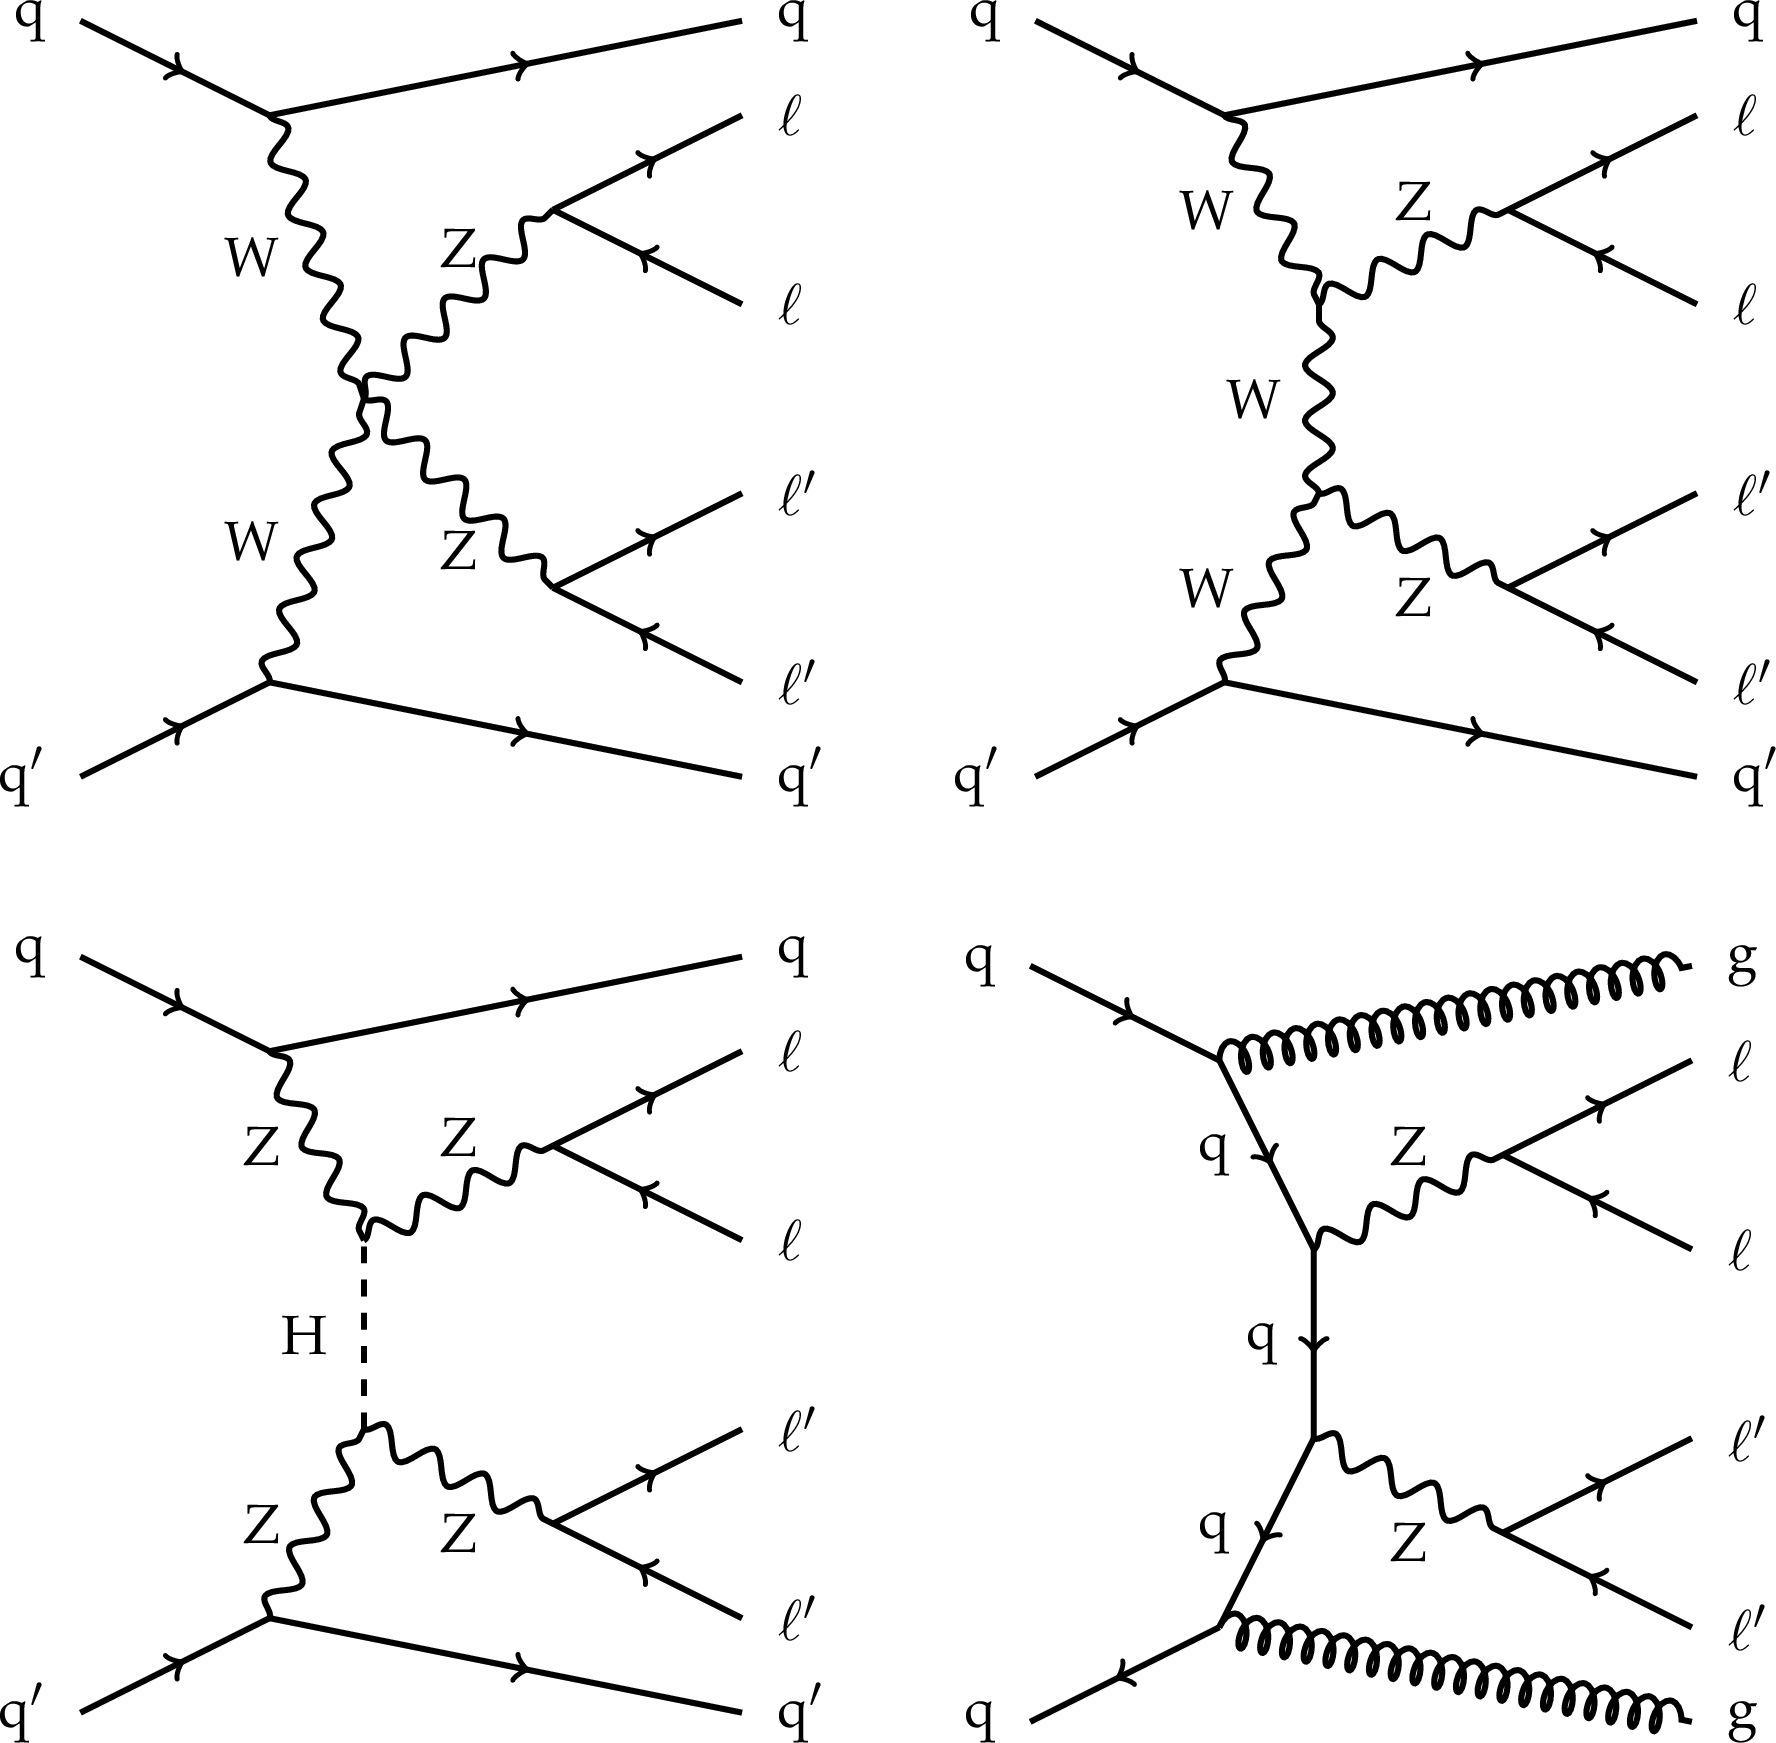 q q
ℓ
W Z
ℓ
ℓ′
W Z
ℓ′
q′ q′
q q
ℓ
W Z
ℓ
W
ℓ′
W Z
ℓ′
q′ q′
q q
ℓ
Z Z
ℓ
H
ℓ′
Z Z
ℓ′
q′ q′
q g
ℓ
q Z
ℓ
q
ℓ′
q Z
ℓ′
q g